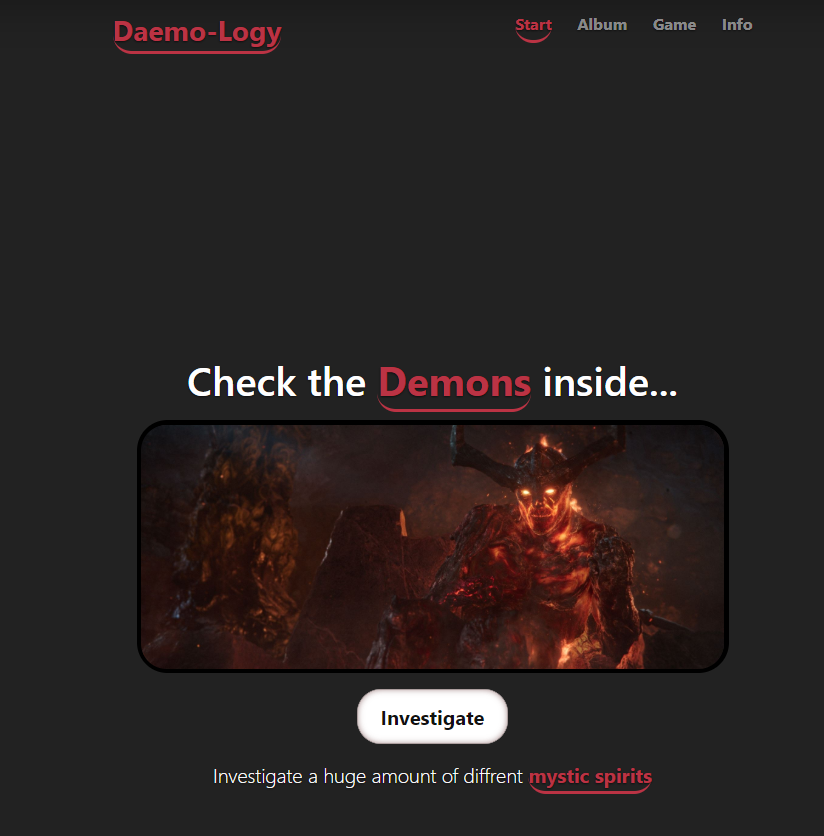 Daemo-Logy
Start Album Game Info
Check the Demons inside...
Investigate
Investigate a huge amount of diffrent mystic spirits